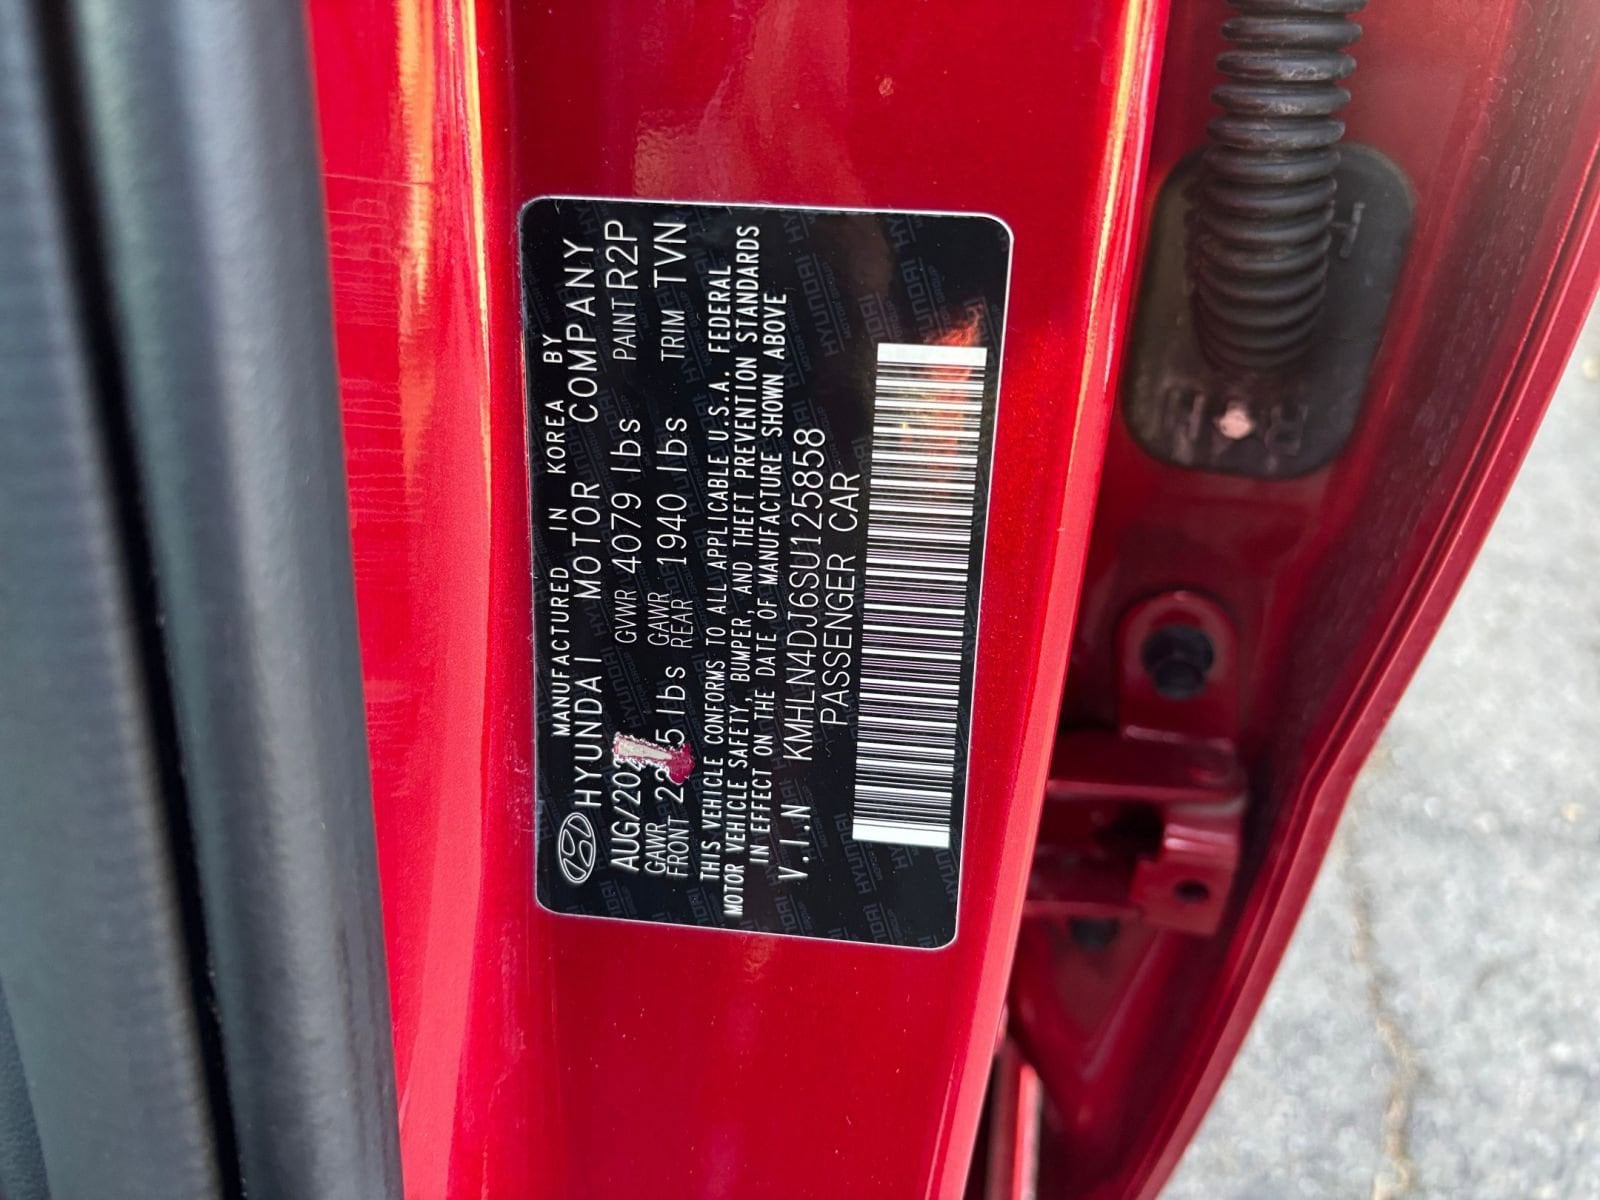 MANUFACTURED IN KOREA BY
HYUNDAI MOTOR COMPANY
AUG/20 GVWR 4079 lbs PAINT R2P
GAWR FRONT lbs GAWR REAR 1940 lbs TRIM TVN
THIS VEHICLE CONFORMS TO ALL APPLICABLE U.S.A. FEDERAL
MOTOR VEHICLE SAFETY, BUMPER, AND THEFT PREVENTION STANDARDS
IN EFFECT ON THE DATE OF MANUFACTURE SHOWN ABOVE
V.I.N KMHLN4DJ6SU125858
PASSENGER CAR